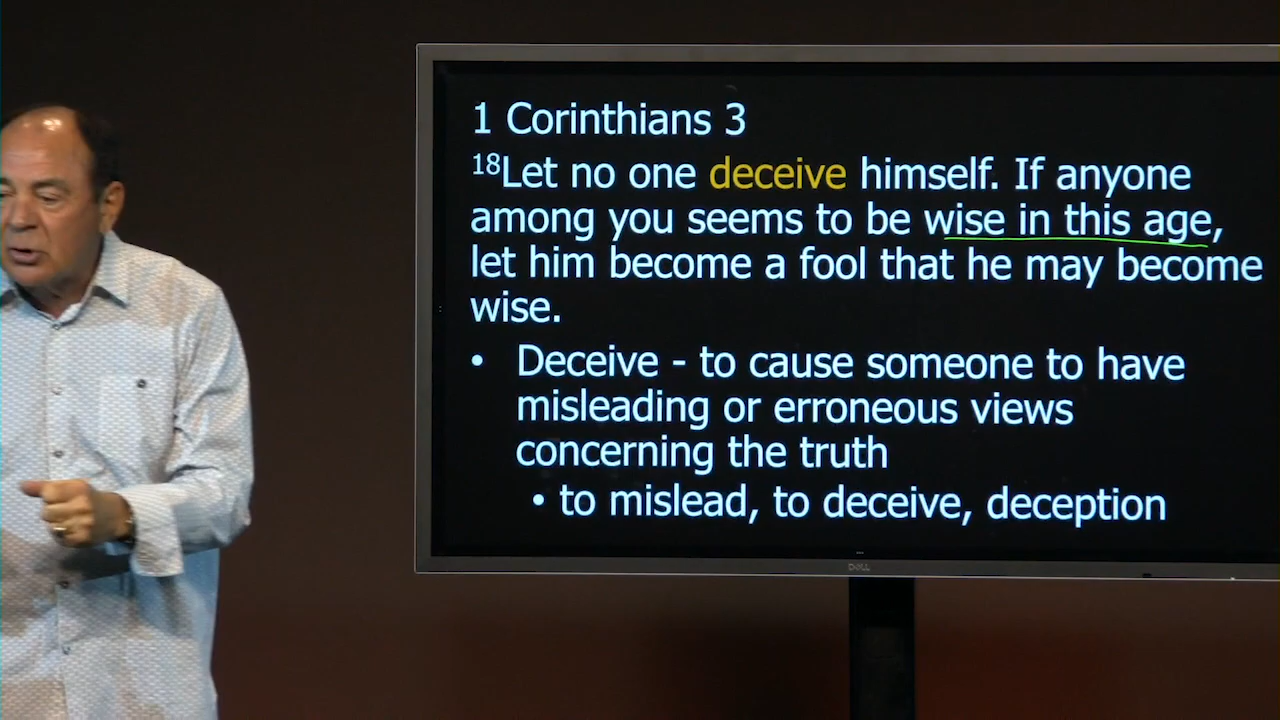 1 Corinthians 3
18Let no one deceive himself. If anyone
among you seems to be wise in this age,
let him become a fool that he may become
wise.
• Deceive - to cause someone to have
misleading or erroneous views
concerning the truth
• to mislead, to deceive, deception
DELL